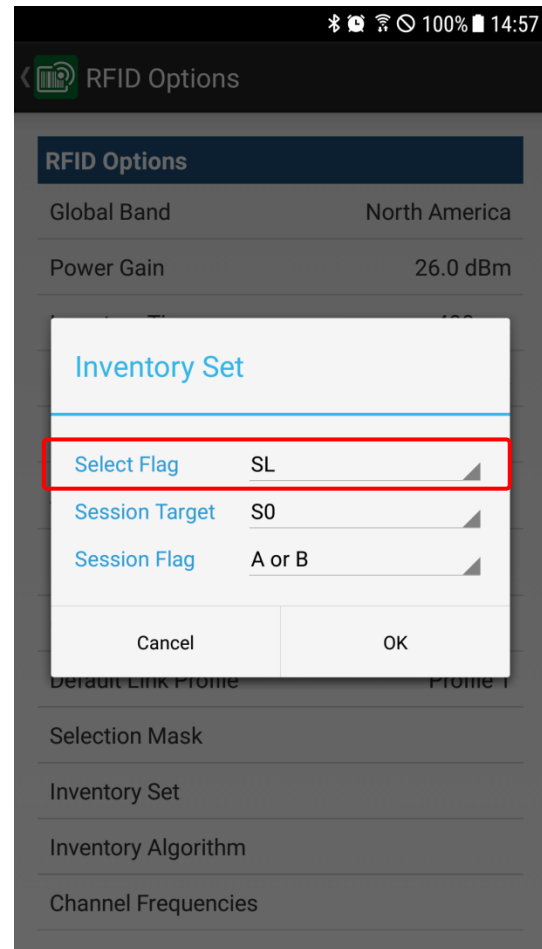 100% 14:57
RFID Options
RFID Options
Global Band North America
Power Gain 26.0 dBm
Inventory Set
Select Flag SL
Session Target S0
Session Flag A or B
Cancel OK
Default Link Profile Profile 1
Selection Mask
Inventory Set
Inventory Algorithm
Channel Frequencies